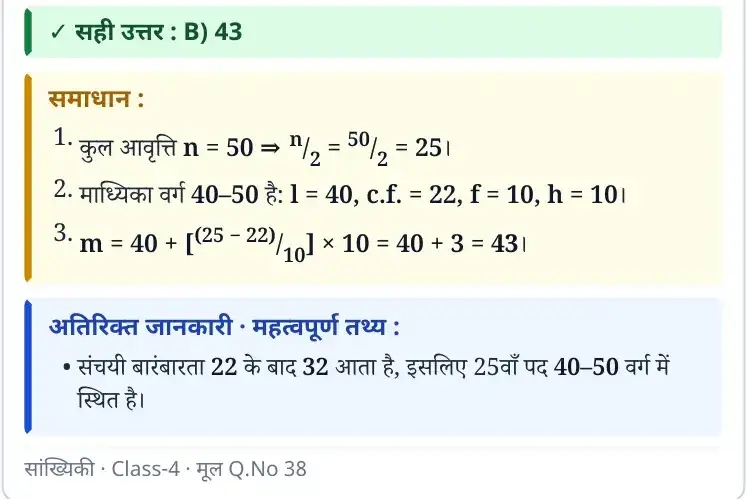 ✓ सही उत्तर : B) 43
समाधान :
1. कुल आवृत्ति n = 50 ⇒ n/2 = 50/2 = 25।
2. माध्यिका वर्ग 40–50 है: l = 40, c.f. = 22, f = 10, h = 10।
3. m = 40 + [(25 − 22)/10] × 10 = 40 + 3 = 43।
अतिरिक्त जानकारी · महत्वपूर्ण तथ्य :
• संचयी बारंबारता 22 के बाद 32 आता है, इसलिए 25वाँ पद 40–50 वर्ग में
स्थित है।
सांख्यिकी · Class-4 · मूल Q.No 38